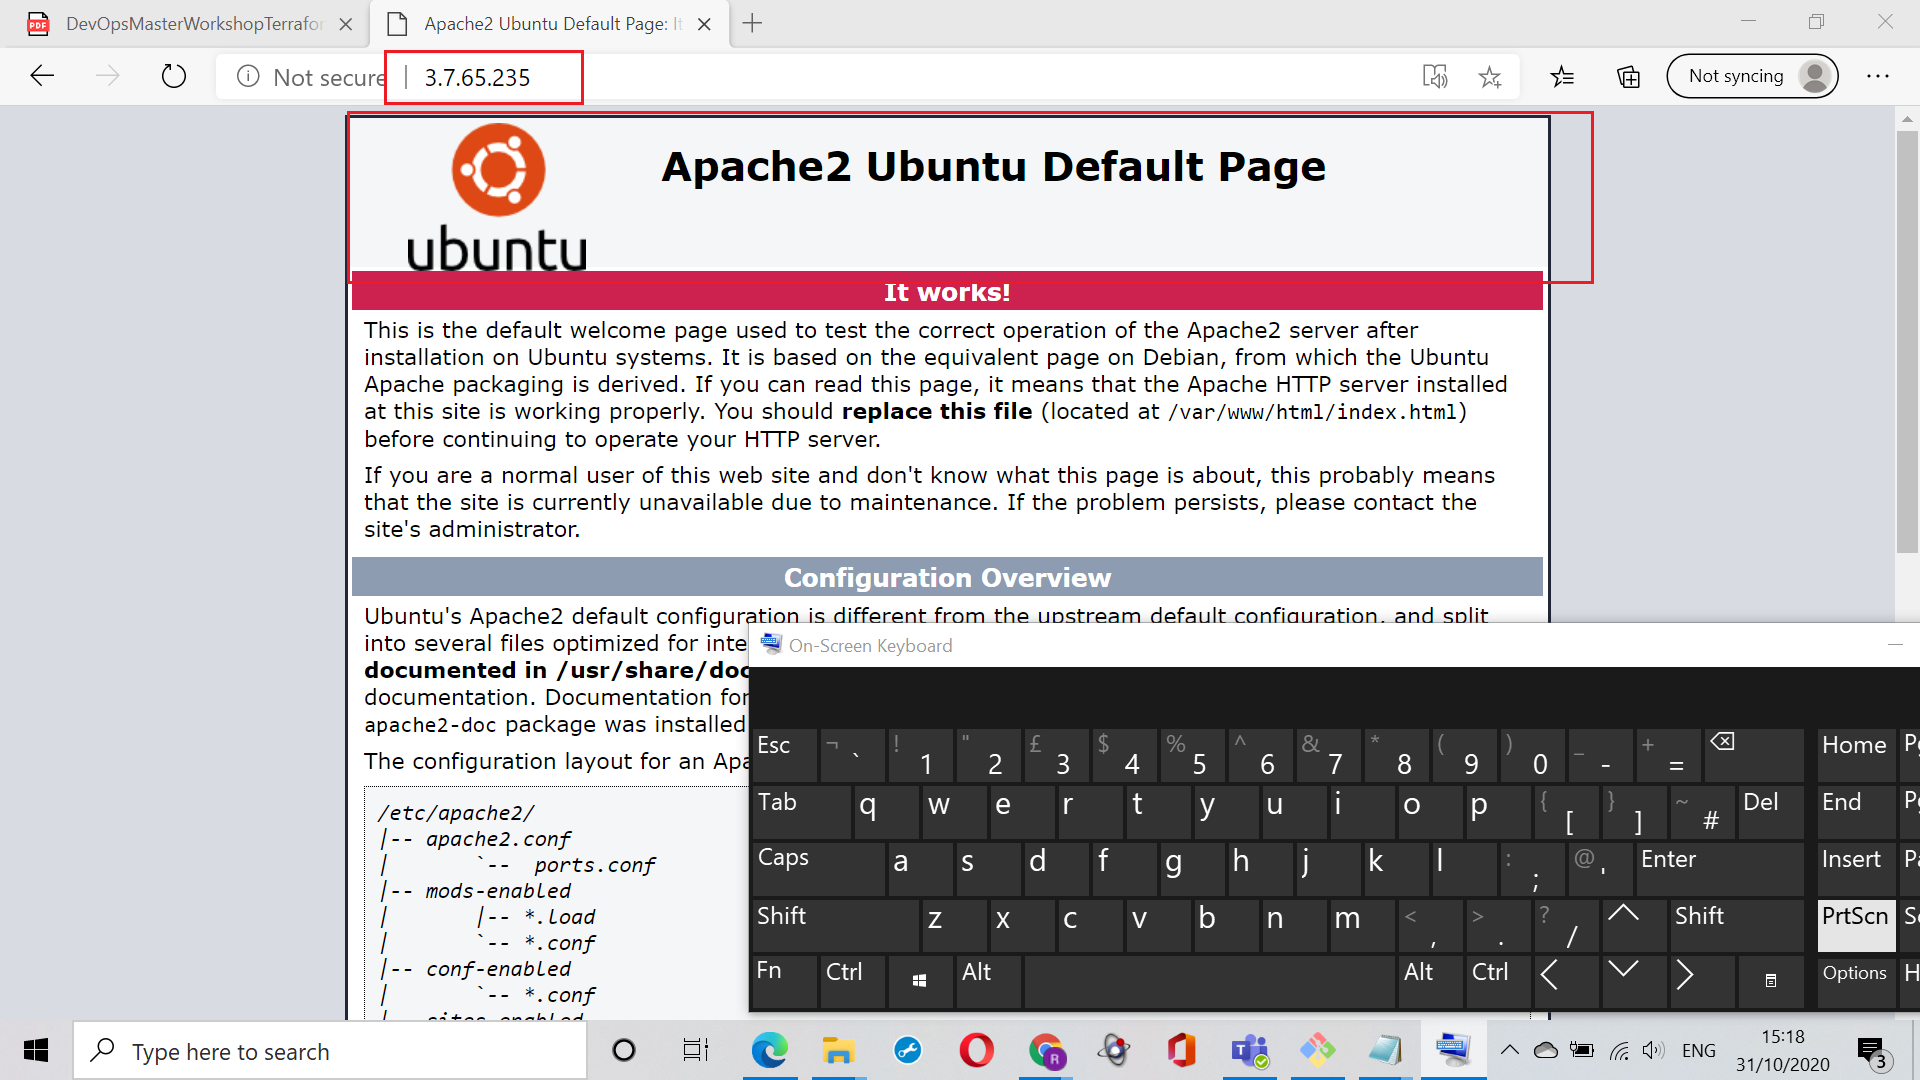 DevOpsMasterWorkshopTerrafor
Apache2 Ubuntu Default Page: It
Not secure | 3.7.65.235
Not syncing
ubuntu
Apache2 Ubuntu Default Page
It works!
This is the default welcome page used to test the correct operation of the Apache2 server after
installation on Ubuntu systems. It is based on the equivalent page on Debian, from which the Ubuntu
Apache packaging is derived. If you can read this page, it means that the Apache HTTP server installed
at this site is working properly. You should replace this file (located at /var/www/html/index.html)
before continuing to operate your HTTP server.
If you are a normal user of this web site and don't know what this page is about, this probably means
that the site is currently unavailable due to maintenance. If the problem persists, please contact the
site's administrator.
Configuration Overview
Ubuntu's Apache2 default configuration is different from the upstream default configuration, and split
into several files optimized for inte
documented in /usr/share/doc
documentation. Documentation for
apache2-doc package was installed
The configuration layout for an Apa
/etc/apache2/
|-- apache2.conf
|       `--  ports.conf
|-- mods-enabled
|       |-- *.load
|       `-- *.conf
|-- conf-enabled
|       `-- *.conf
|-- sites-enabled
On-Screen Keyboard
Esc ¬ ` ! 1 " 2 £ 3 $ 4 % 5 ^ 6 & 7 * 8 ( 9 ) 0 _ - + = Home
Tab q w e r t y u i o p { [ } ] ~ # Del End
Caps a s d f g h j k l : ; @ ' Enter Insert
Shift z x c v b n m < , > . ? / Shift PrtScn
Fn Ctrl Alt Alt Ctrl Options
Type here to search
ENG
15:18
31/10/2020
3